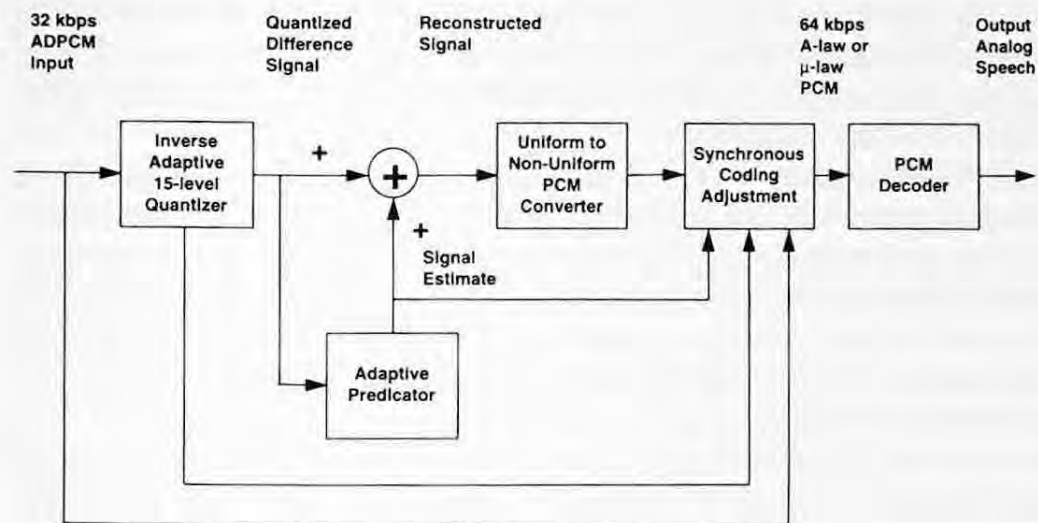 32 kbps
ADPCM
Input
Quantized
Difference
Signal
Reconstructed
Signal
64 kbps
A-law or
μ-law
PCM
Output
Analog
Speech
Inverse
Adaptive
15-level
Quantizer
+
+
Uniform to
Non-Uniform
PCM
Converter
Synchronous
Coding
Adjustment
PCM
Decoder
+
Signal
Estimate
Adaptive
Predicator